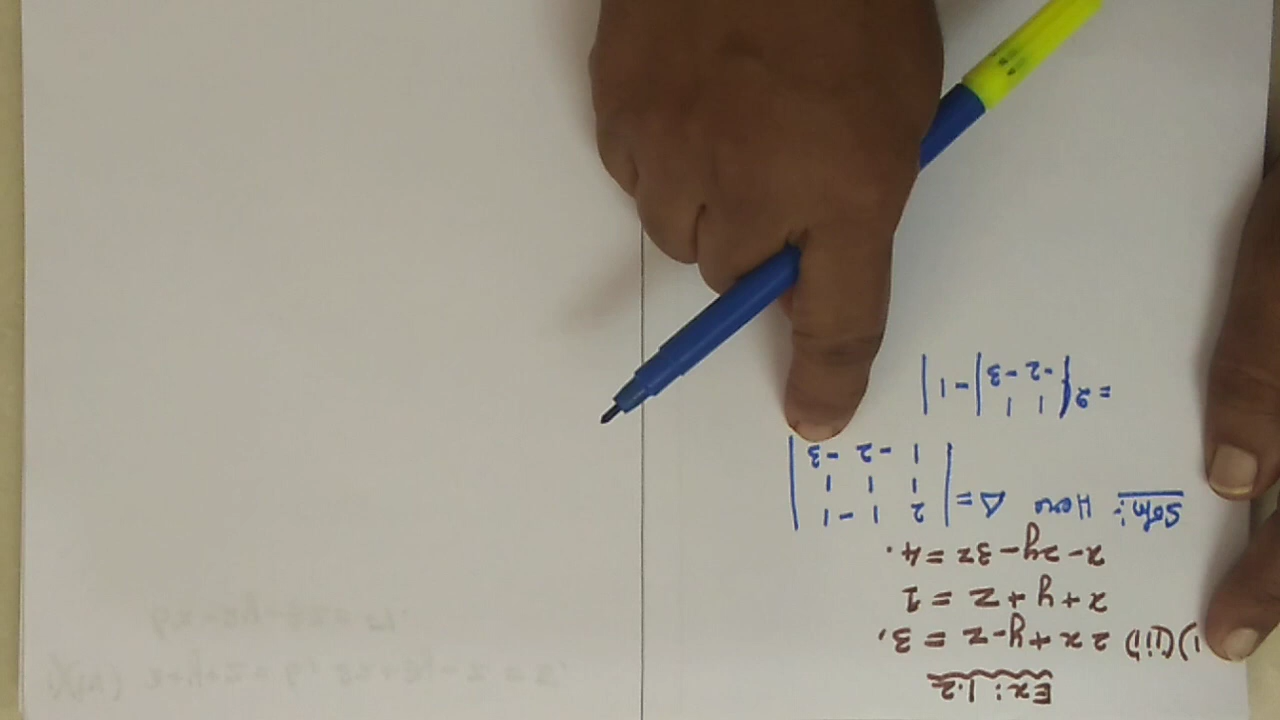 Ex: 1.2
1) (ii) 2x + y - z = 3,
x + y + z = 1
x - 2y - 3z = 4.
Soln: Here Δ = | 2 1 -1 |
| 1 1 1 |
| 1 -2 -3 |
= 2 { | 1 1 | - 1 |
| -2 -3 |